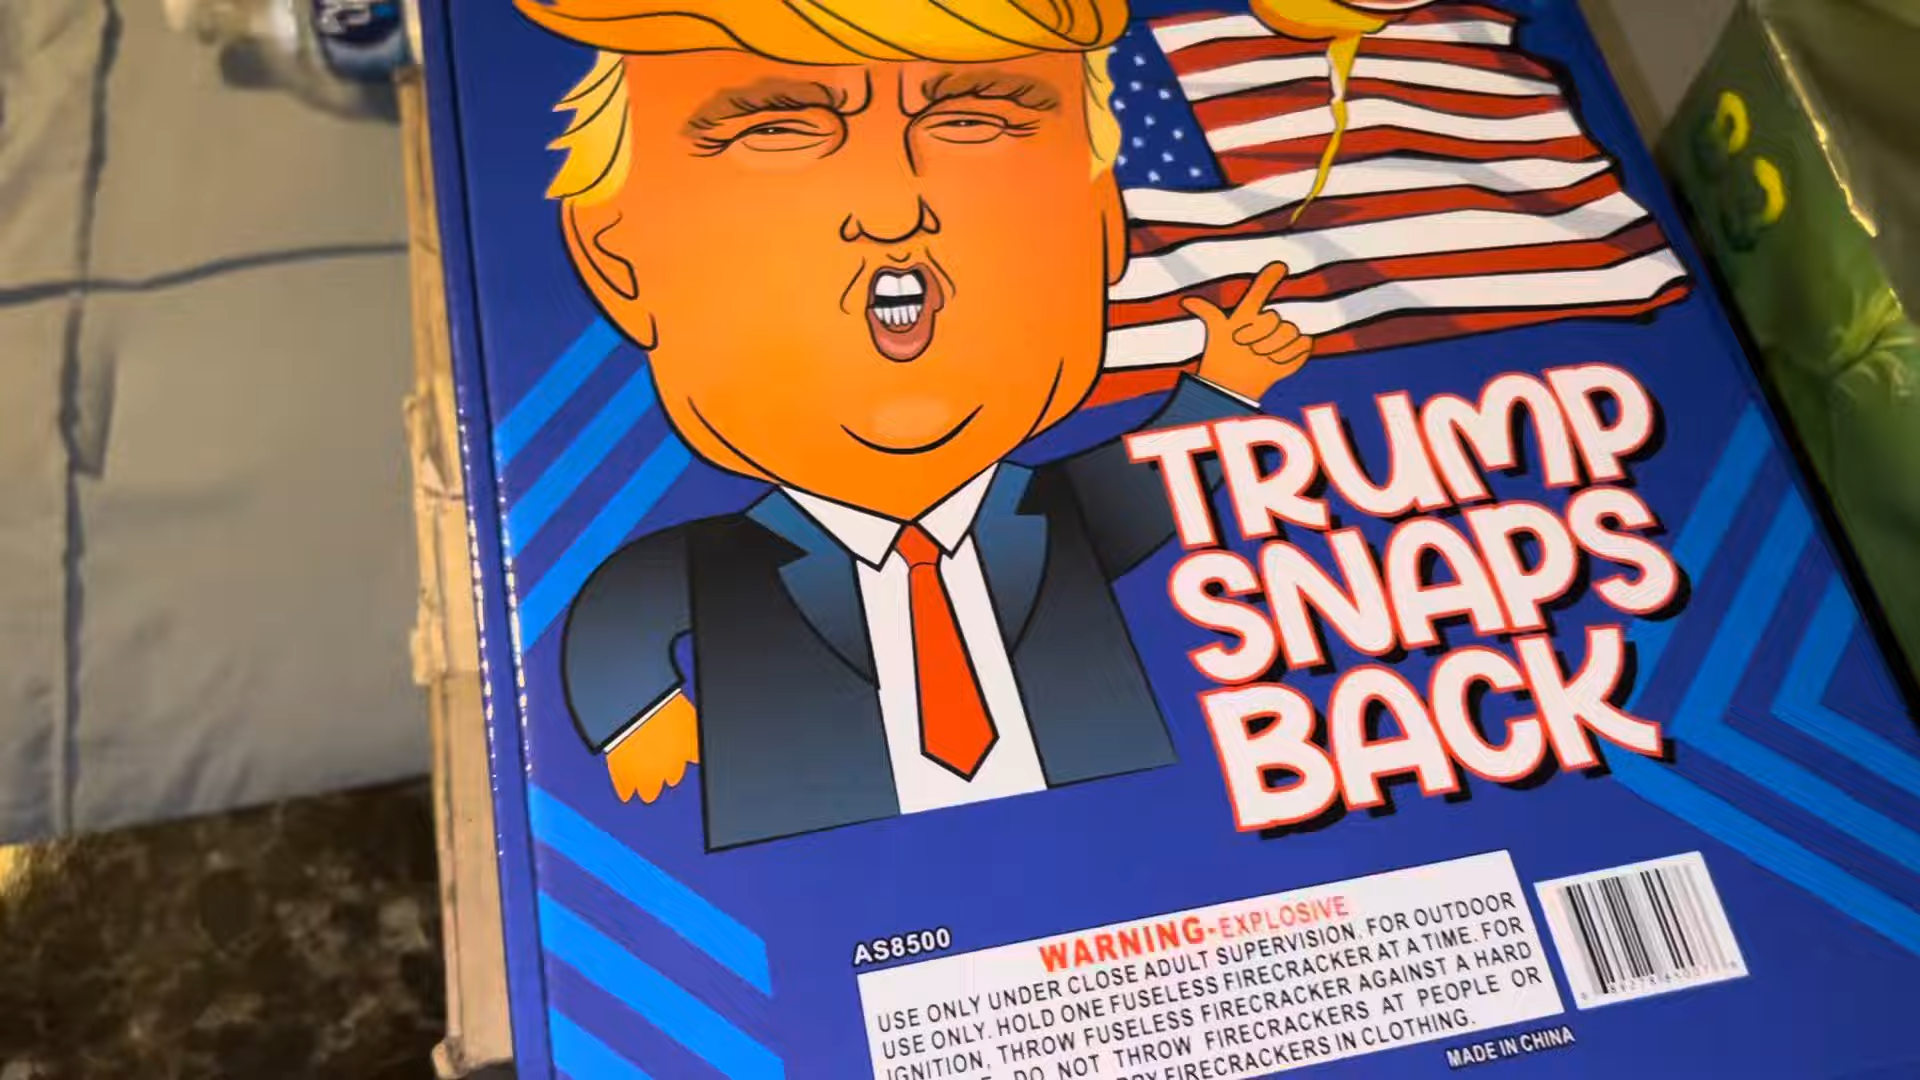 TRUMP
SNAPS
BACK
AS8500
WARNING-EXPLOSIVE
USE ONLY UNDER CLOSE ADULT SUPERVISION. FOR OUTDOOR
USE ONLY. HOLD ONE FUSELESS FIRECRACKER AT A TIME. FOR
IGNITION, THROW FUSELESS FIRECRACKER AGAINST A HARD
DO NOT THROW FIRECRACKERS AT PEOPLE OR
FIRECRACKERS IN CLOTHING.
MADE IN CHINA